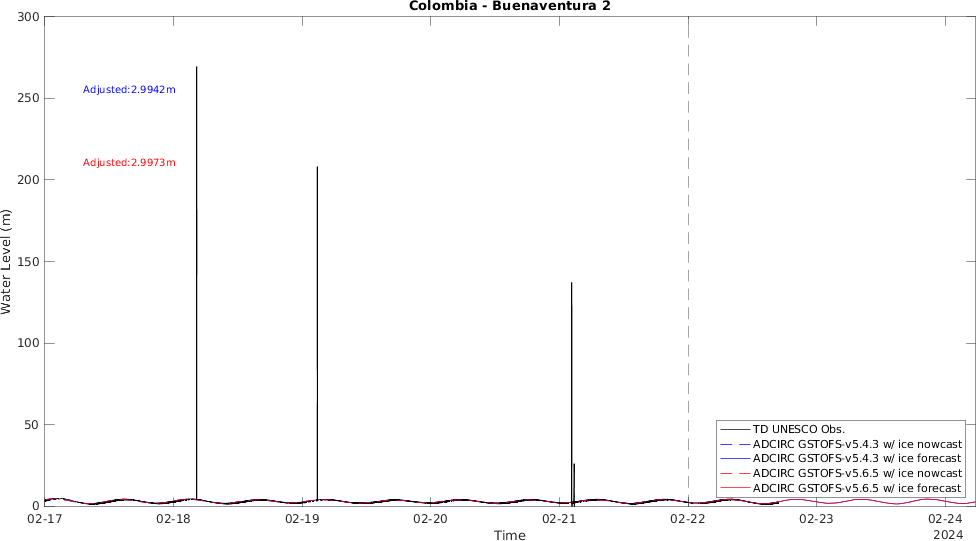 Colombia - Buenaventura 2
300
250
200
150
100
50
0
Water Level (m)
Adjusted:2.9942m
Adjusted:2.9973m
TD UNESCO Obs.
ADCIRC GSTOFS-v5.4.3 w/ ice nowcast
ADCIRC GSTOFS-v5.4.3 w/ ice forecast
ADCIRC GSTOFS-v5.6.5 w/ ice nowcast
ADCIRC GSTOFS-v5.6.5 w/ ice forecast
02-17 02-18 02-19 02-20 02-21 02-22 02-23 02-24
Time
2024